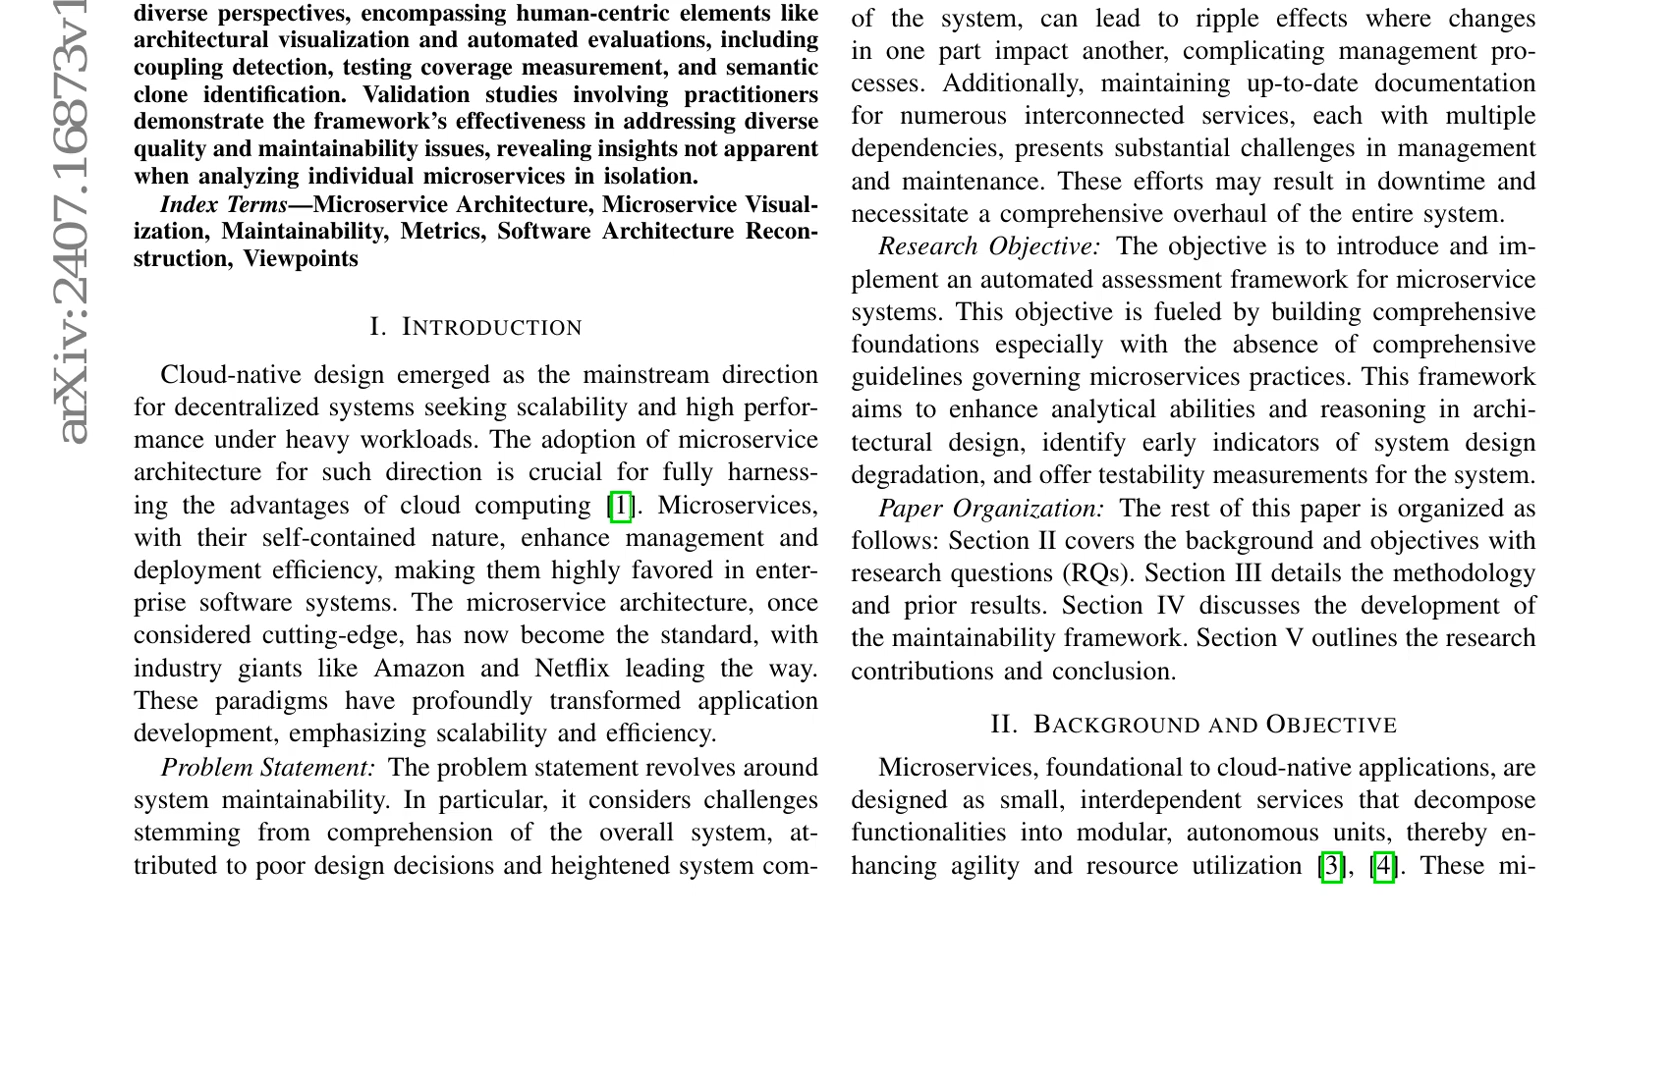 arXiv:2407.16873v1
diverse perspectives, encompassing human-centric elements like
architectural visualization and automated evaluations, including
coupling detection, testing coverage measurement, and semantic
clone identification. Validation studies involving practitioners
demonstrate the framework's effectiveness in addressing diverse
quality and maintainability issues, revealing insights not apparent
when analyzing individual microservices in isolation.
Index Terms—Microservice Architecture, Microservice Visual-
ization, Maintainability, Metrics, Software Architecture Recon-
struction, Viewpoints
I. INTRODUCTION
Cloud-native design emerged as the mainstream direction
for decentralized systems seeking scalability and high perfor-
mance under heavy workloads. The adoption of microservice
architecture for such direction is crucial for fully harness-
ing the advantages of cloud computing [1]. Microservices,
with their self-contained nature, enhance management and
deployment efficiency, making them highly favored in enter-
prise software systems. The microservice architecture, once
considered cutting-edge, has now become the standard, with
industry giants like Amazon and Netflix leading the way.
These paradigms have profoundly transformed application
development, emphasizing scalability and efficiency.
Problem Statement: The problem statement revolves around
system maintainability. In particular, it considers challenges
stemming from comprehension of the overall system, at-
tributed to poor design decisions and heightened system com-
of the system, can lead to ripple effects where changes
in one part impact another, complicating management pro-
cesses. Additionally, maintaining up-to-date documentation
for numerous interconnected services, each with multiple
dependencies, presents substantial challenges in management
and maintenance. These efforts may result in downtime and
necessitate a comprehensive overhaul of the entire system.
Research Objective: The objective is to introduce and im-
plement an automated assessment framework for microservice
systems. This objective is fueled by building comprehensive
foundations especially with the absence of comprehensive
guidelines governing microservices practices. This framework
aims to enhance analytical abilities and reasoning in archi-
tectural design, identify early indicators of system design
degradation, and offer testability measurements for the system.
Paper Organization: The rest of this paper is organized as
follows: Section II covers the background and objectives with
research questions (RQs). Section III details the methodology
and prior results. Section IV discusses the development of
the maintainability framework. Section V outlines the research
contributions and conclusion.
II. BACKGROUND AND OBJECTIVE
Microservices, foundational to cloud-native applications, are
designed as small, interdependent services that decompose
functionalities into modular, autonomous units, thereby en-
hancing agility and resource utilization [3], [4]. These mi-